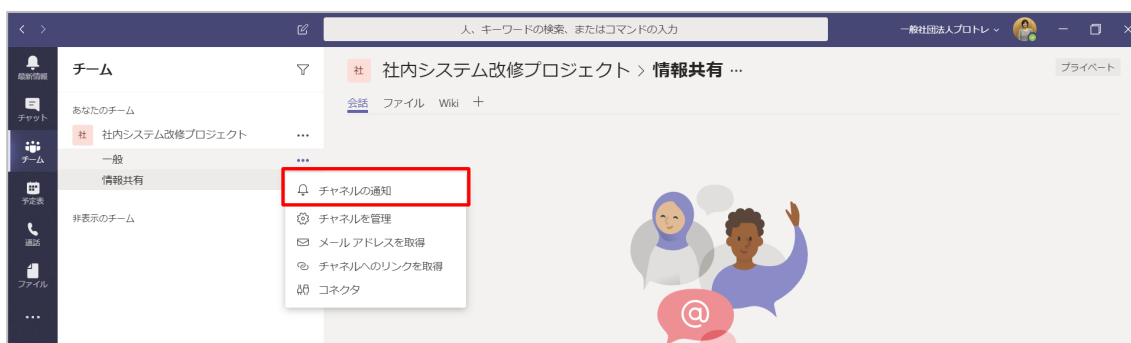 人、キーワードの検索、またはコマンドの入力
一般社団法人プロトレ
最新情報
チャット
チーム
予定表
通話
ファイル
チーム
あなたのチーム
社 社内システム改修プロジェクト
一般
情報共有
非表示のチーム
チャネルの通知
チャネルを管理
メール アドレスを取得
チャネルへのリンクを取得
コネクタ
社 社内システム改修プロジェクト > 情報共有 …
プライベート
会話 ファイル Wiki +
@